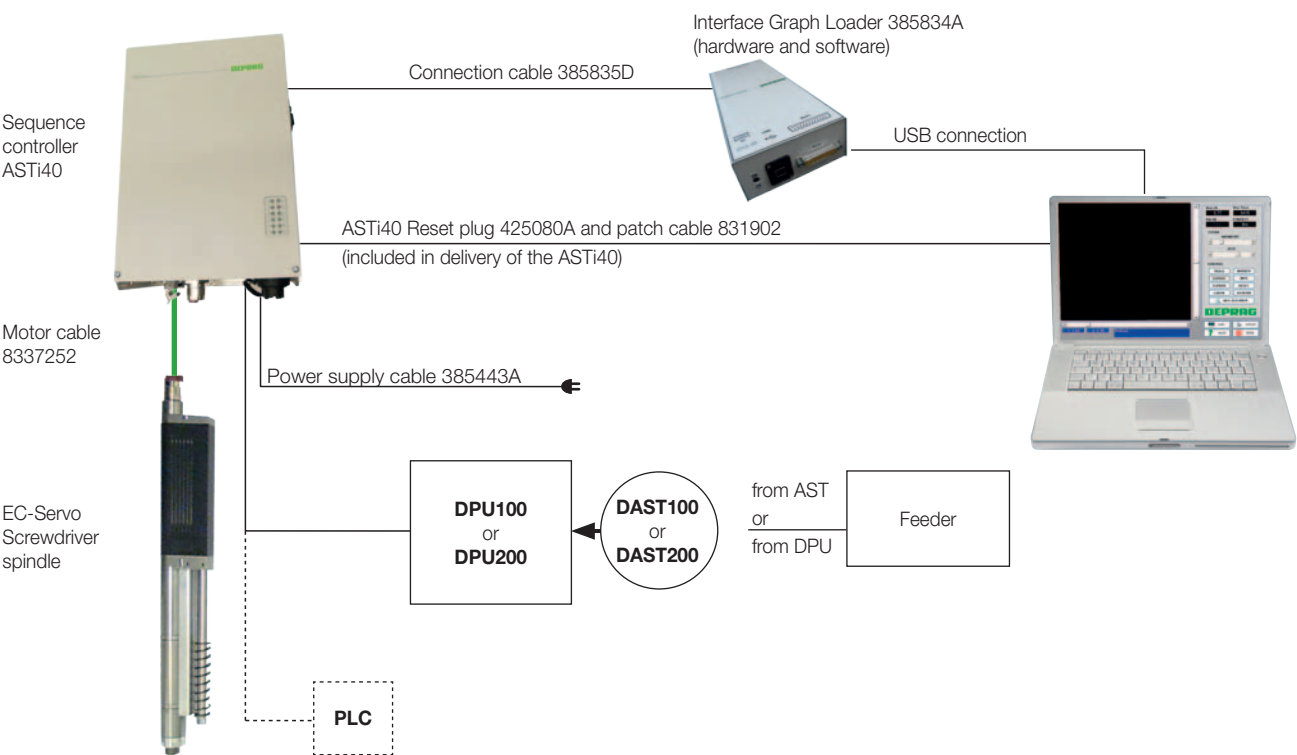 Interface Graph Loader 385834A
(hardware and software)
DEPRAG
Connection cable 385835D
Sequence
controller
ASTi40
USB connection
ASTi40 Reset plug 425080A and patch cable 831902
(included in delivery of the ASTi40)
DEPRAG
Motor cable
8337252
Power supply cable 385443A
EC-Servo
Screwdriver
spindle
DPU100
or
DPU200
DAST100
or
DAST200
from AST
or
from DPU
Feeder
PLC